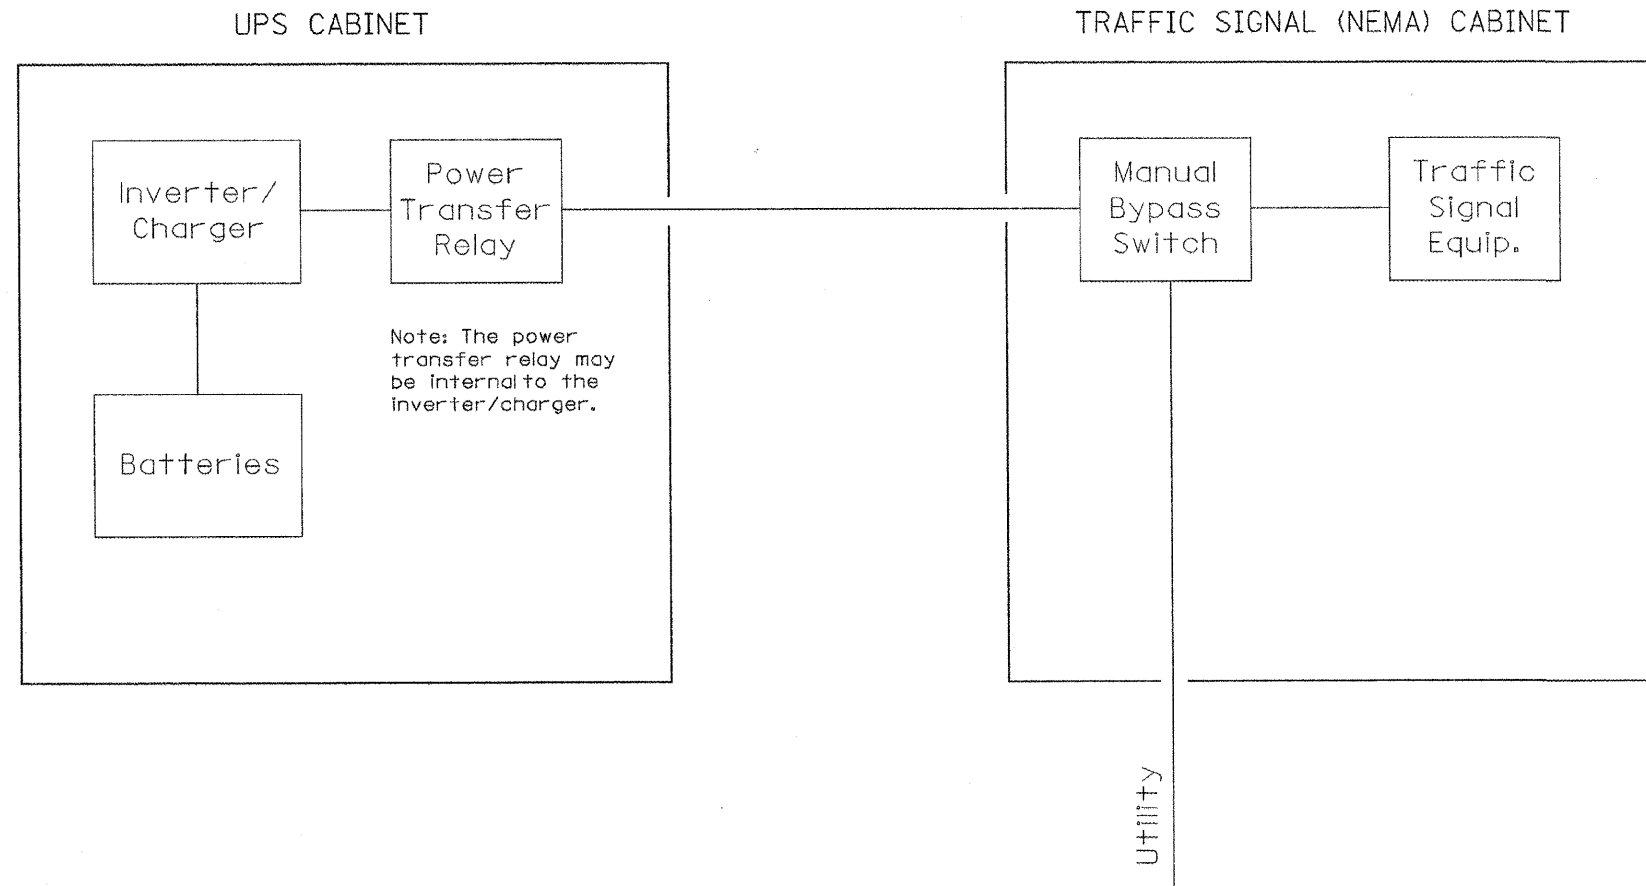 UPS CABINET
TRAFFIC SIGNAL (NEMA) CABINET
Inverter/
Charger
Power
Transfer
Relay
Manual
Bypass
Switch
Traffic
Signal
Equip.
Note: The power
transfer relay may
be internal to the
inverter/charger.
Batteries
Utility